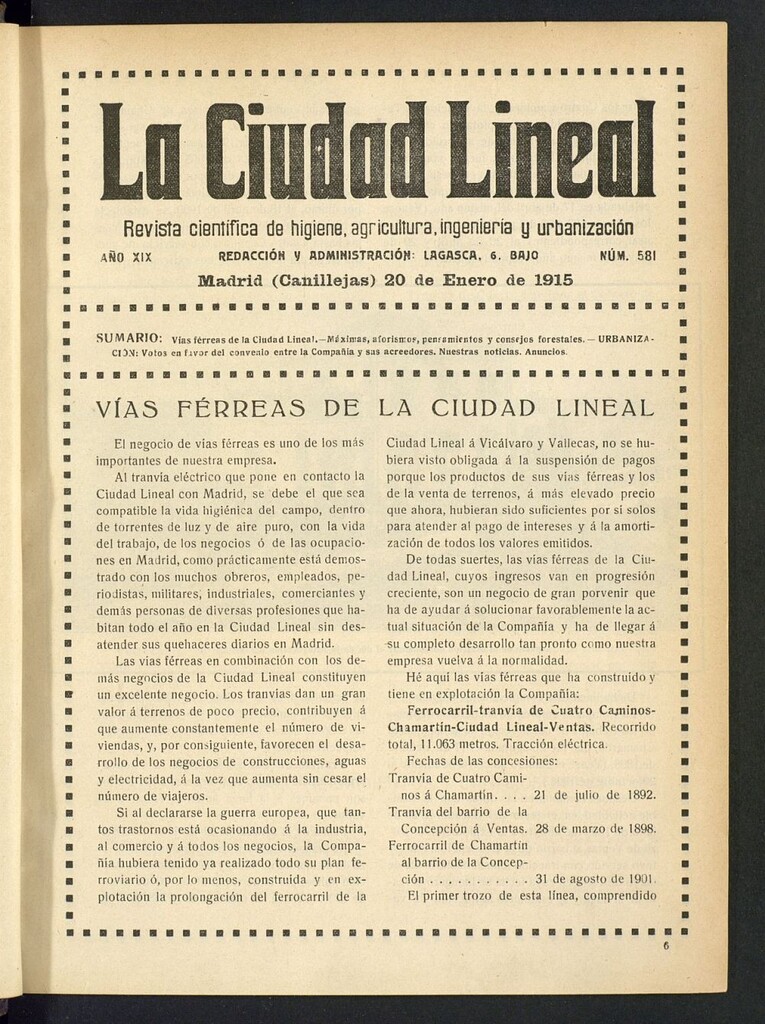 La Ciudad Lineal
Revista científica de higiene, agricultura, ingeniería y urbanización
AÑO XIX REDACCIÓN Y ADMINISTRACIÓN: LAGASCA, 6. BAJO NÚM. 581
Madrid (Canillejas) 20 de Enero de 1915
SUMARIO: Vías férreas de la Ciudad Lineal.—Máximas, aforismos, pensamientos y consejos forestales.—URBANIZA-
CIÓN: Votos en favor del convenio entre la Compañía y sus acreedores. Nuestras noticias. Anuncios.
VÍAS FÉRREAS DE LA CIUDAD LINEAL
El negocio de vías férreas es uno de los más
importantes de nuestra empresa.
Al tranvía eléctrico que pone en contacto la
Ciudad Lineal con Madrid, se debe el que sea
compatible la vida higiénica del campo, dentro
de torrentes de luz y de aire puro, con la vida
del trabajo, de los negocios ó de las ocupacio-
nes en Madrid, como prácticamente está demos-
trado con los muchos obreros, empleados, pe-
riodistas, militares, industriales, comerciantes y
demás personas de diversas profesiones que ha-
bitan todo el año en la Ciudad Lineal sin des-
atender sus quehaceres diarios en Madrid.
Las vías férreas en combinación con los de-
más negocios de la Ciudad Lineal constituyen
un excelente negocio. Los tranvías dan un gran
valor á terrenos de poco precio, contribuyen á
que aumente constantemente el número de vi-
viendas, y, por consiguiente, favorecen el desa-
rrollo de los negocios de construcciones, aguas
y electricidad, á la vez que aumenta sin cesar el
número de viajeros.
Si al declararse la guerra europea, que tan-
tos trastornos está ocasionando á la industria,
al comercio y á todos los negocios, la Compa-
ñía hubiera tenido ya realizado todo su plan fe-
rroviario ó, por lo menos, construida y en ex-
plotación la prolongación del ferrocarril de la
Ciudad Lineal á Vicálvaro y Vallecas, no se hu-
biera visto obligada á la suspensión de pagos
porque los productos de sus vías férreas y los
de la venta de terrenos, á más elevado precio
que ahora, hubieran sido suficientes por si solos
para atender al pago de intereses y á la amorti-
zación de todos los valores emitidos.
De todas suertes, las vías férreas de la Ciu-
dad Lineal, cuyos ingresos van en progresión
creciente, son un negocio de gran porvenir que
ha de ayudar á solucionar favorablemente la ac-
tual situación de la Compañía y ha de llegar á
su completo desarrollo tan pronto como nuestra
empresa vuelva á la normalidad.
Hé aquí las vías férreas que ha construido y
tiene en explotación la Compañía:
Ferrocarril-tranvía de Cuatro Caminos-
Chamartín-Ciudad Lineal-Ventas. Recorrido
total, 11.063 metros. Tracción eléctrica.
Fechas de las concesiones:
Tranvía de Cuatro Cami-
nos á Chamartín. . . . 21 de julio de 1892.
Tranvía del barrio de la
Concepción á Ventas. 28 de marzo de 1898.
Ferrocarril de Chamartín
al barrio de la Concep-
ción . . . . . . . . . . . 31 de agosto de 1901.
El primer trozo de esta línea, comprendido
6